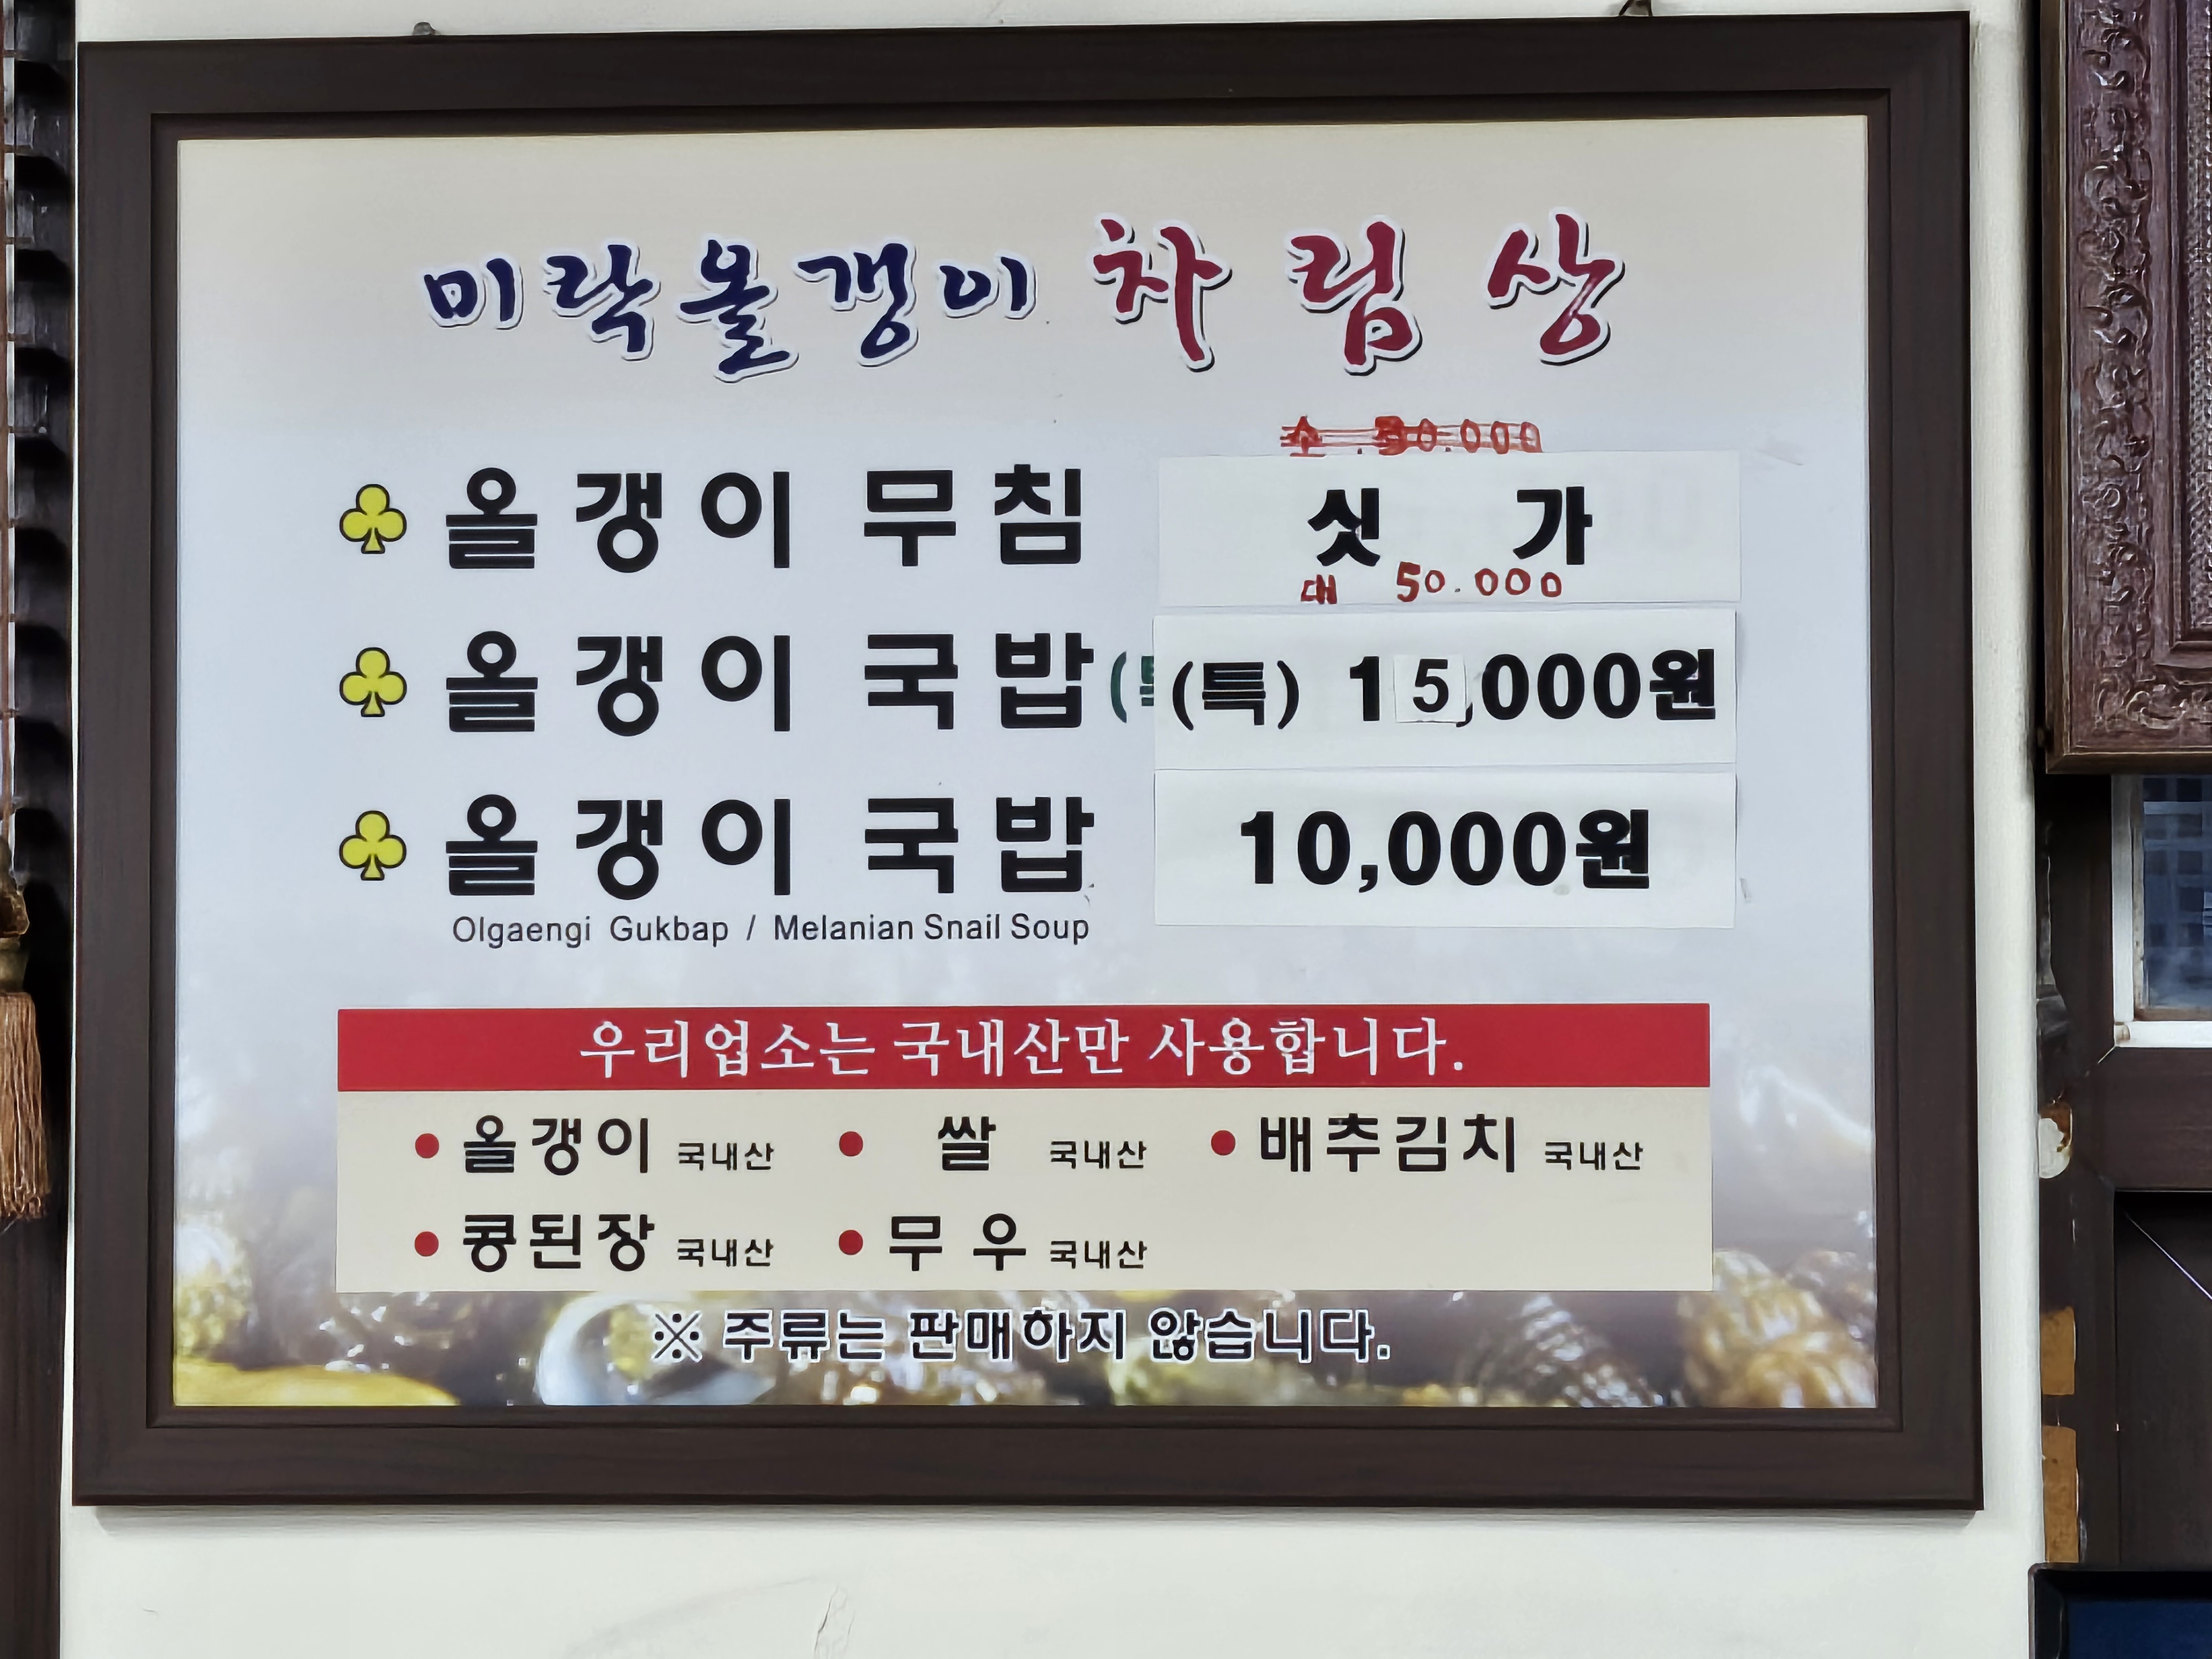 미락올갱이 차림상
올갱이 무침 싯가
대 50.000
올갱이 국밥 (특) 15,000원
올갱이 국밥 10,000원
Olgaengi Gukbap / Melanian Snail Soup
우리업소는 국내산만 사용합니다.
• 올갱이 국내산 • 쌀 국내산 • 배추김치 국내산
• 콩된장 국내산 • 무우 국내산
※ 주류는 판매하지 않습니다.